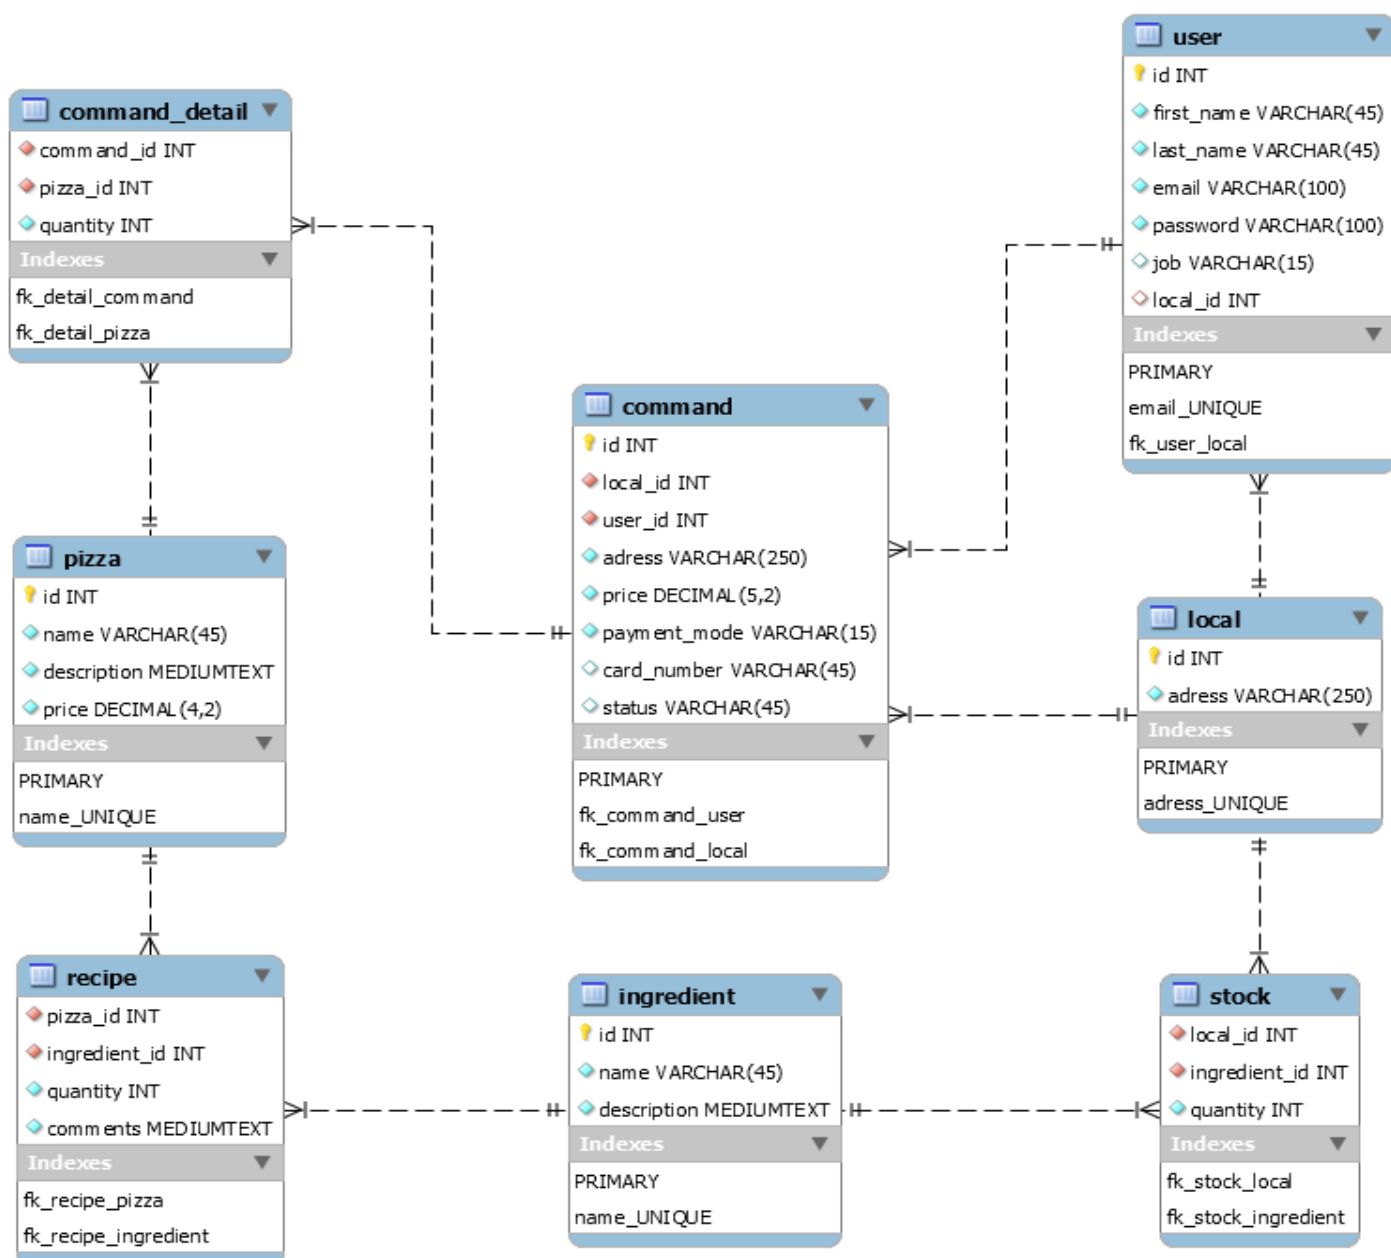 command_detail
command_id INT
pizza_id INT
quantity INT
Indexes
fk_detail_command
fk_detail_pizza
pizza
id INT
name VARCHAR(45)
description MEDIUMTEXT
price DECIMAL(4,2)
Indexes
PRIMARY
name_UNIQUE
recipe
pizza_id INT
ingredient_id INT
quantity INT
comments MEDIUMTEXT
Indexes
fk_recipe_pizza
fk_recipe_ingredient
command
id INT
local_id INT
user_id INT
adress VARCHAR(250)
price DECIMAL(5,2)
payment_mode VARCHAR(15)
card_number VARCHAR(45)
status VARCHAR(45)
Indexes
PRIMARY
fk_command_user
fk_command_local
ingredient
id INT
name VARCHAR(45)
description MEDIUMTEXT
Indexes
PRIMARY
name_UNIQUE
user
id INT
first_name VARCHAR(45)
last_name VARCHAR(45)
email VARCHAR(100)
password VARCHAR(100)
job VARCHAR(15)
local_id INT
Indexes
PRIMARY
email_UNIQUE
fk_user_local
local
id INT
adress VARCHAR(250)
Indexes
PRIMARY
adress_UNIQUE
stock
local_id INT
ingredient_id INT
quantity INT
Indexes
fk_stock_local
fk_stock_ingredient